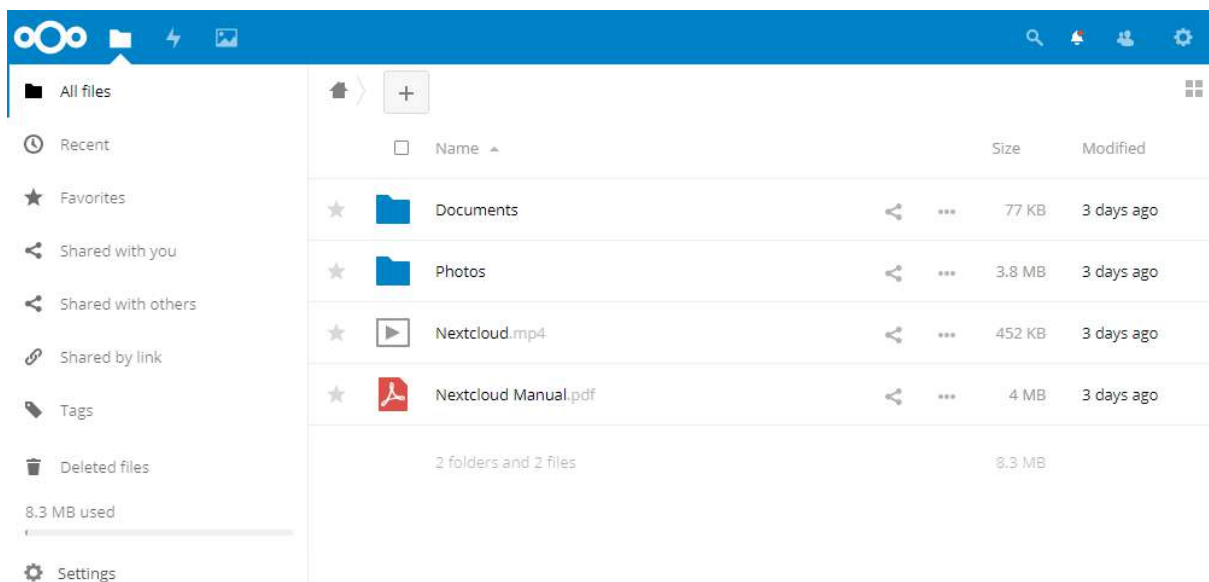 All files
Recent
Favorites
Shared with you
Shared with others
Shared by link
Tags
Deleted files
8.3 MB used
Settings
Name Size Modified
Documents 77 KB 3 days ago
Photos 3.8 MB 3 days ago
Nextcloud.mp4 452 KB 3 days ago
Nextcloud Manual.pdf 4 MB 3 days ago
2 folders and 2 files 8.3 MB